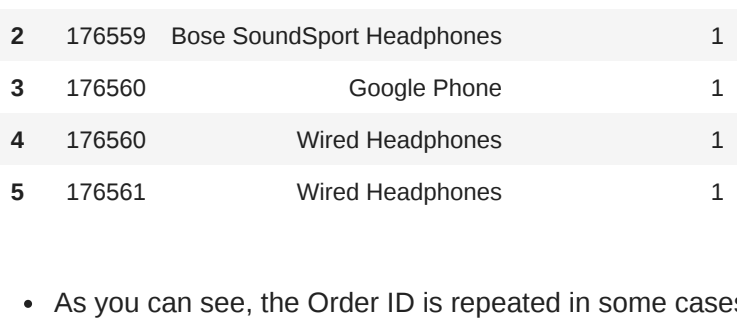 2 176559 Bose SoundSport Headphones 1
3 176560 Google Phone 1
4 176560 Wired Headphones 1
5 176561 Wired Headphones 1
• As you can see, the Order ID is repeated in some cases